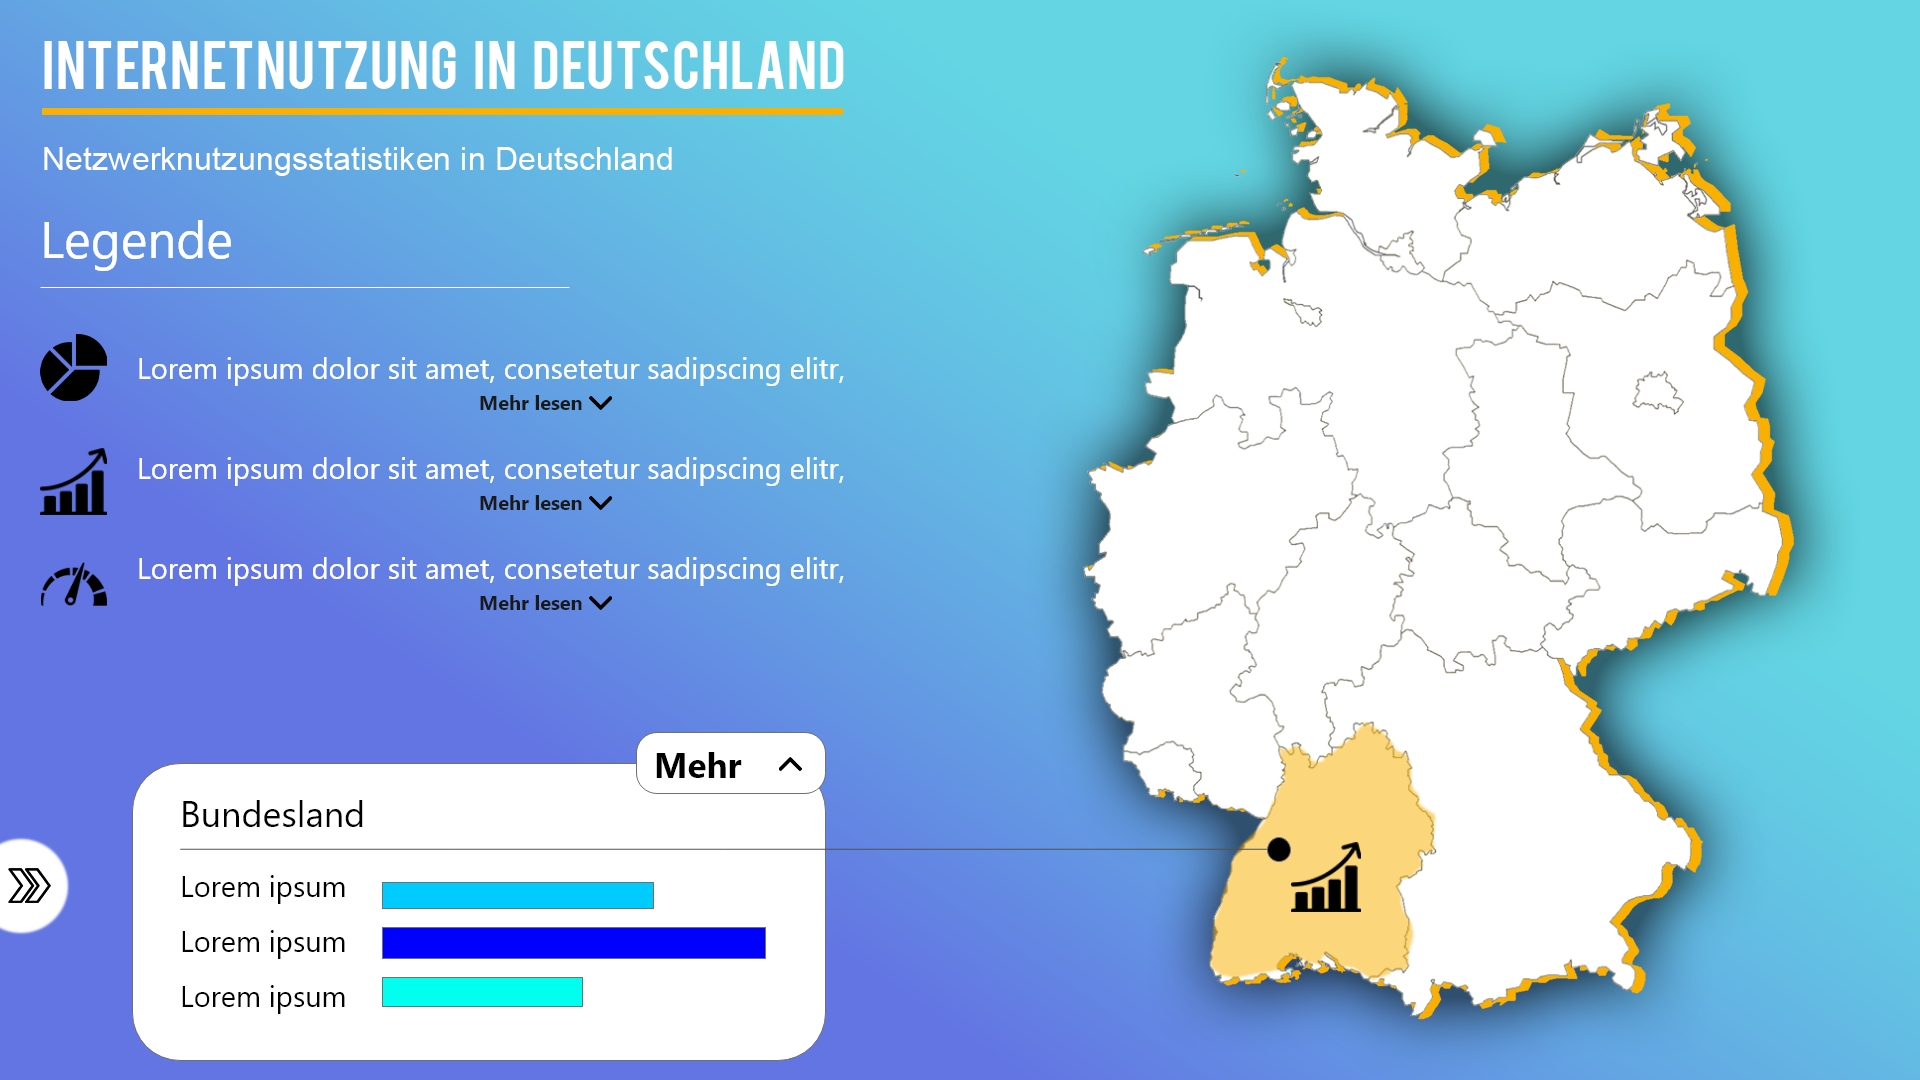 INTERNETNUTZUNG IN DEUTSCHLAND
Netzwerknutzungsstatistiken in Deutschland
Legende
Lorem ipsum dolor sit amet, consetetur sadipscing elitr,
Mehr lesen
Lorem ipsum dolor sit amet, consetetur sadipscing elitr,
Mehr lesen
Lorem ipsum dolor sit amet, consetetur sadipscing elitr,
Mehr lesen
Mehr
Bundesland
Lorem ipsum
Lorem ipsum
Lorem ipsum